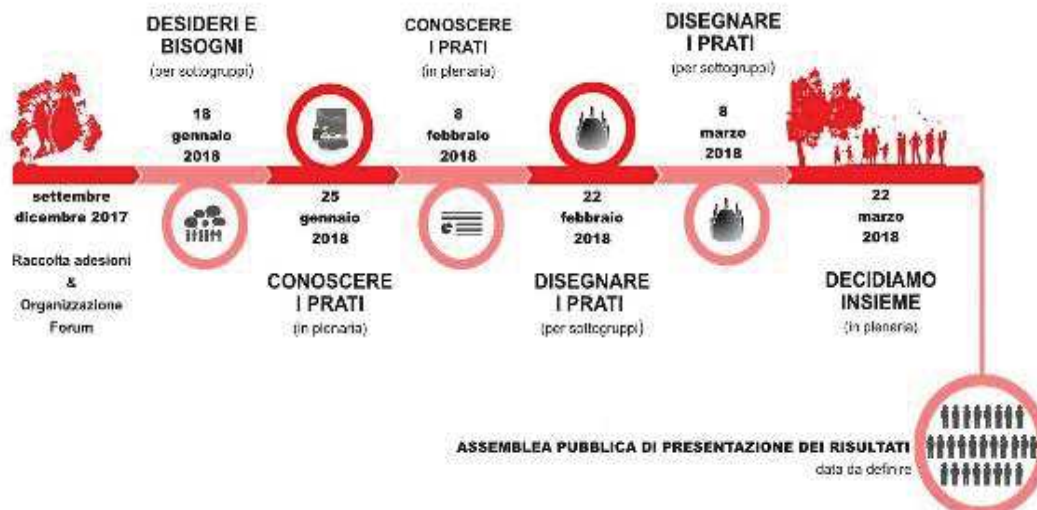 settembre
dicembre 2017
Raccolta adesioni
&
Organizzazione
Forum
DESIDERI E
BISOGNI
(per sottogruppi)
18
gennaio
2018
25
gennaio
2018
CONOSCERE
I PRATI
(in plenaria)
CONOSCERE
I PRATI
(in plenaria)
8
febbraio
2018
22
febbraio
2018
DISEGNARE
I PRATI
(per sottogruppi)
DISEGNARE
I PRATI
(per sottogruppi)
8
marzo
2018
22
marzo
2018
DECIDIAMO
INSIEME
(in plenaria)
ASSEMBLEA PUBBLICA DI PRESENTAZIONE DEI RISULTATI
data da definire